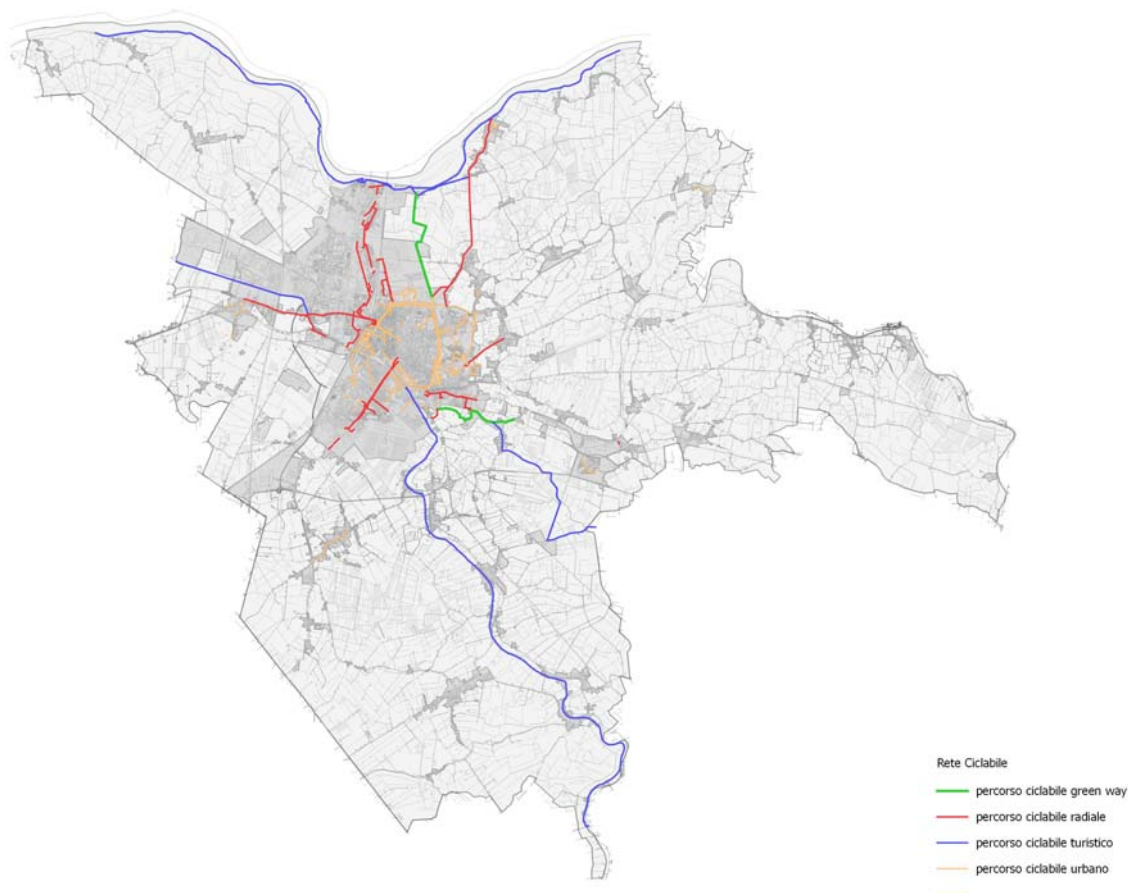 Rete Ciclabile
percorso ciclabile green way
percorso ciclabile radiale
percorso ciclabile turistico
percorso ciclabile urbano